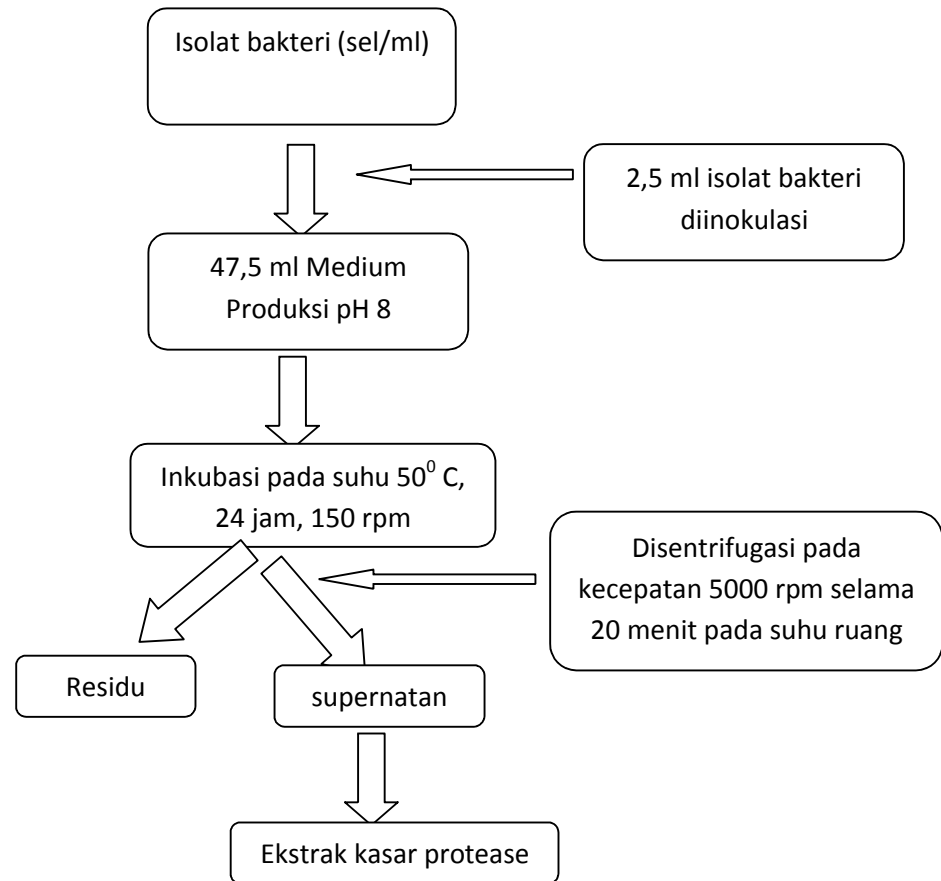 Isolat bakteri (sel/ml)
2,5 ml isolat bakteri
diinokulasi
47,5 ml Medium
Produksi pH 8
Inkubasi pada suhu 50⁰ C,
24 jam, 150 rpm
Disentrifugasi pada
kecepatan 5000 rpm selama
20 menit pada suhu ruang
Residu
supernatan
Ekstrak kasar protease